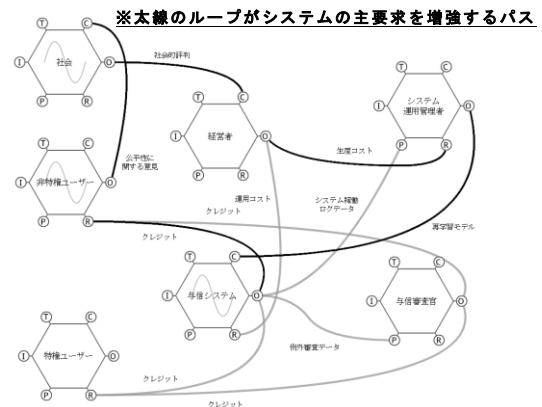 ※太線のループがシステムの主要求を増強するパス
T
C
I
社会
O
P
R
社会的評判
T
C
I
経営者
O
P
R
T
C
I
システム
運用管理者
O
P
R
公平性に
関する意見
生産コスト
T
C
I
非特権ユーザー
O
P
R
運用コスト
システム稼動
ログデータ
クレジット
クレジット
再学習モデル
T
C
I
与信システム
O
P
R
T
C
I
与信審査官
O
P
R
T
C
I
特権ユーザー
O
P
R
例外審査データ
クレジット
クレジット